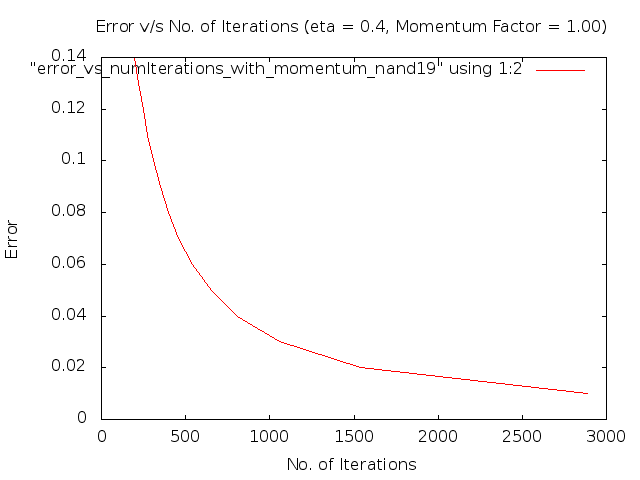 Error v/s No. of Iterations (eta = 0.4, Momentum Factor = 1.00)
0.14
"error_vs_numIterations_with_momentum_nand19" using 1:2
0.12
0.1
0.08
Error
0.06
0.04
0.02
0
0 500 1000 1500 2000 2500 3000
No. of Iterations